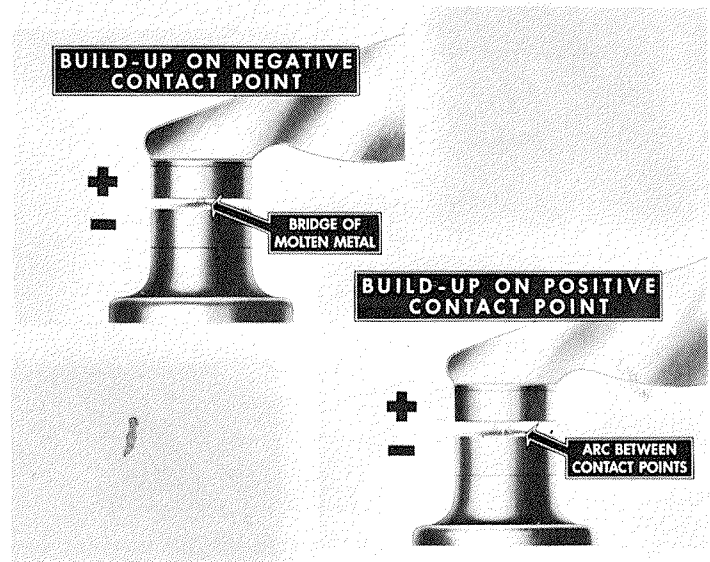 BUILD-UP ON NEGATIVE
CONTACT POINT
+
-
BRIDGE OF
MOLTEN METAL
BUILD-UP ON POSITIVE
CONTACT POINT
+
-
ARC BETWEEN
CONTACT POINTS